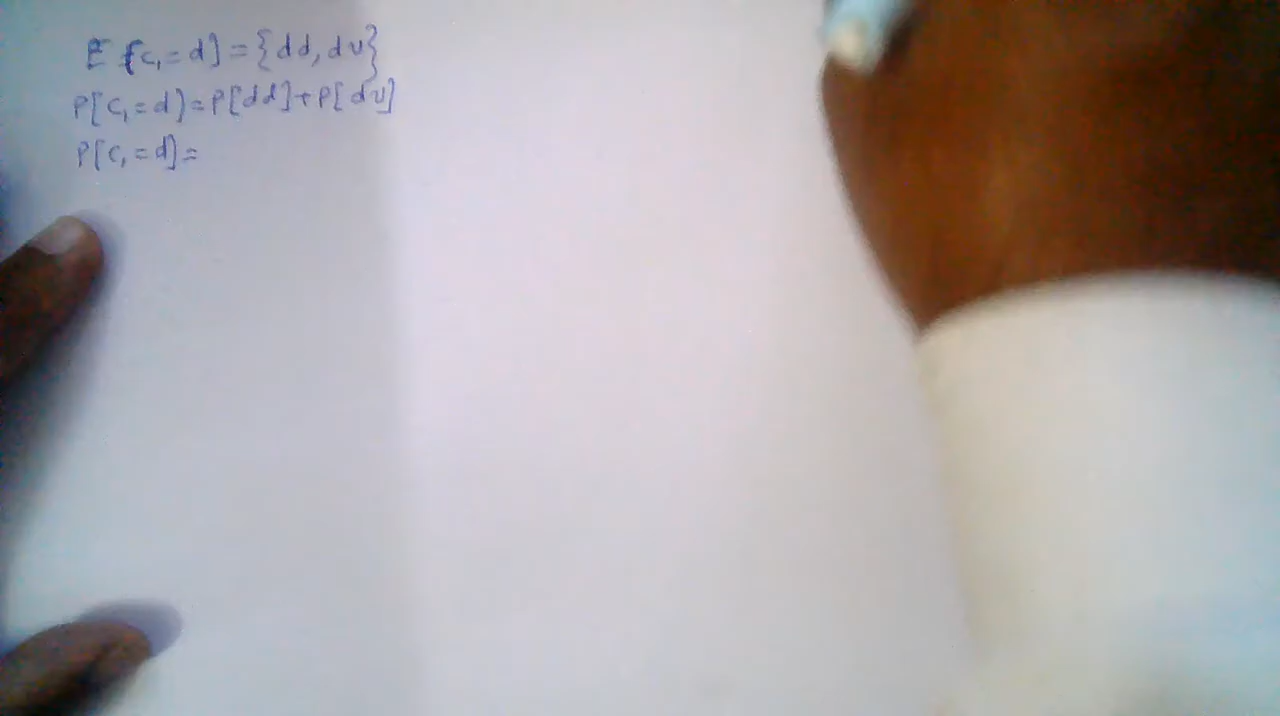 E [C₁ = d] = {dd, dv}
P[C₁ = d] = P[dd] + P[dv]
P[C₁ = d] =